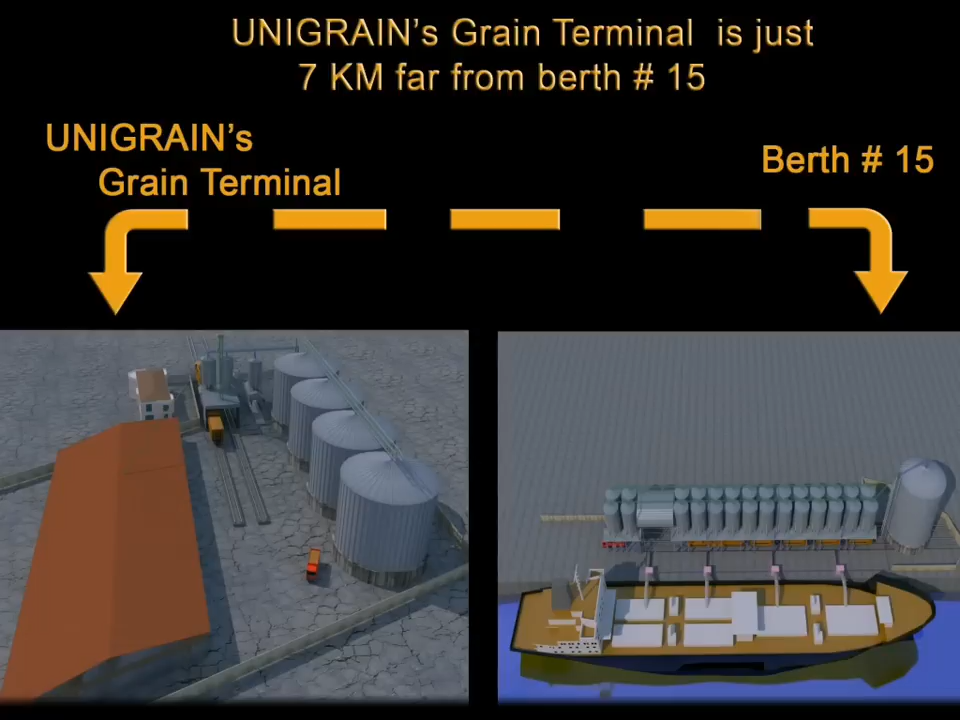 UNIGRAIN's Grain Terminal is just
7 KM far from berth # 15
UNIGRAIN's
Grain Terminal
Berth # 15